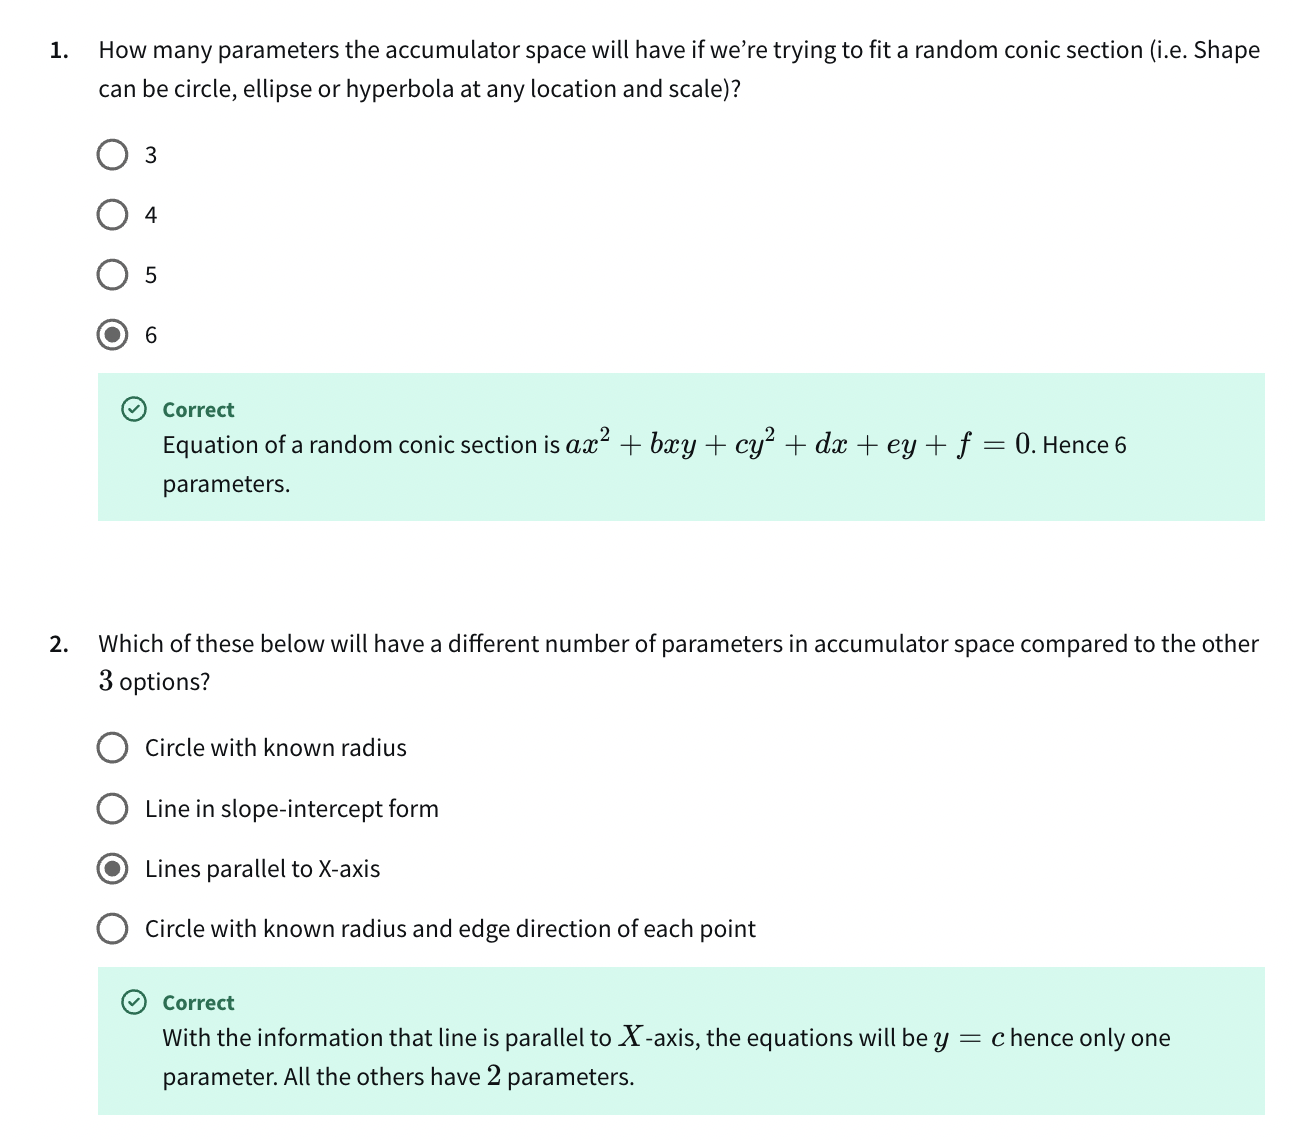 1. How many parameters the accumulator space will have if we’re trying to fit a random conic section (i.e. Shape
can be circle, ellipse or hyperbola at any location and scale)?
3
4
5
6
Correct
Equation of a random conic section is ax² + bxy + cy² + dx + ey + f = 0. Hence 6
parameters.
2. Which of these below will have a different number of parameters in accumulator space compared to the other
3 options?
Circle with known radius
Line in slope-intercept form
Lines parallel to X-axis
Circle with known radius and edge direction of each point
Correct
With the information that line is parallel to X-axis, the equations will be y = c hence only one
parameter. All the others have 2 parameters.